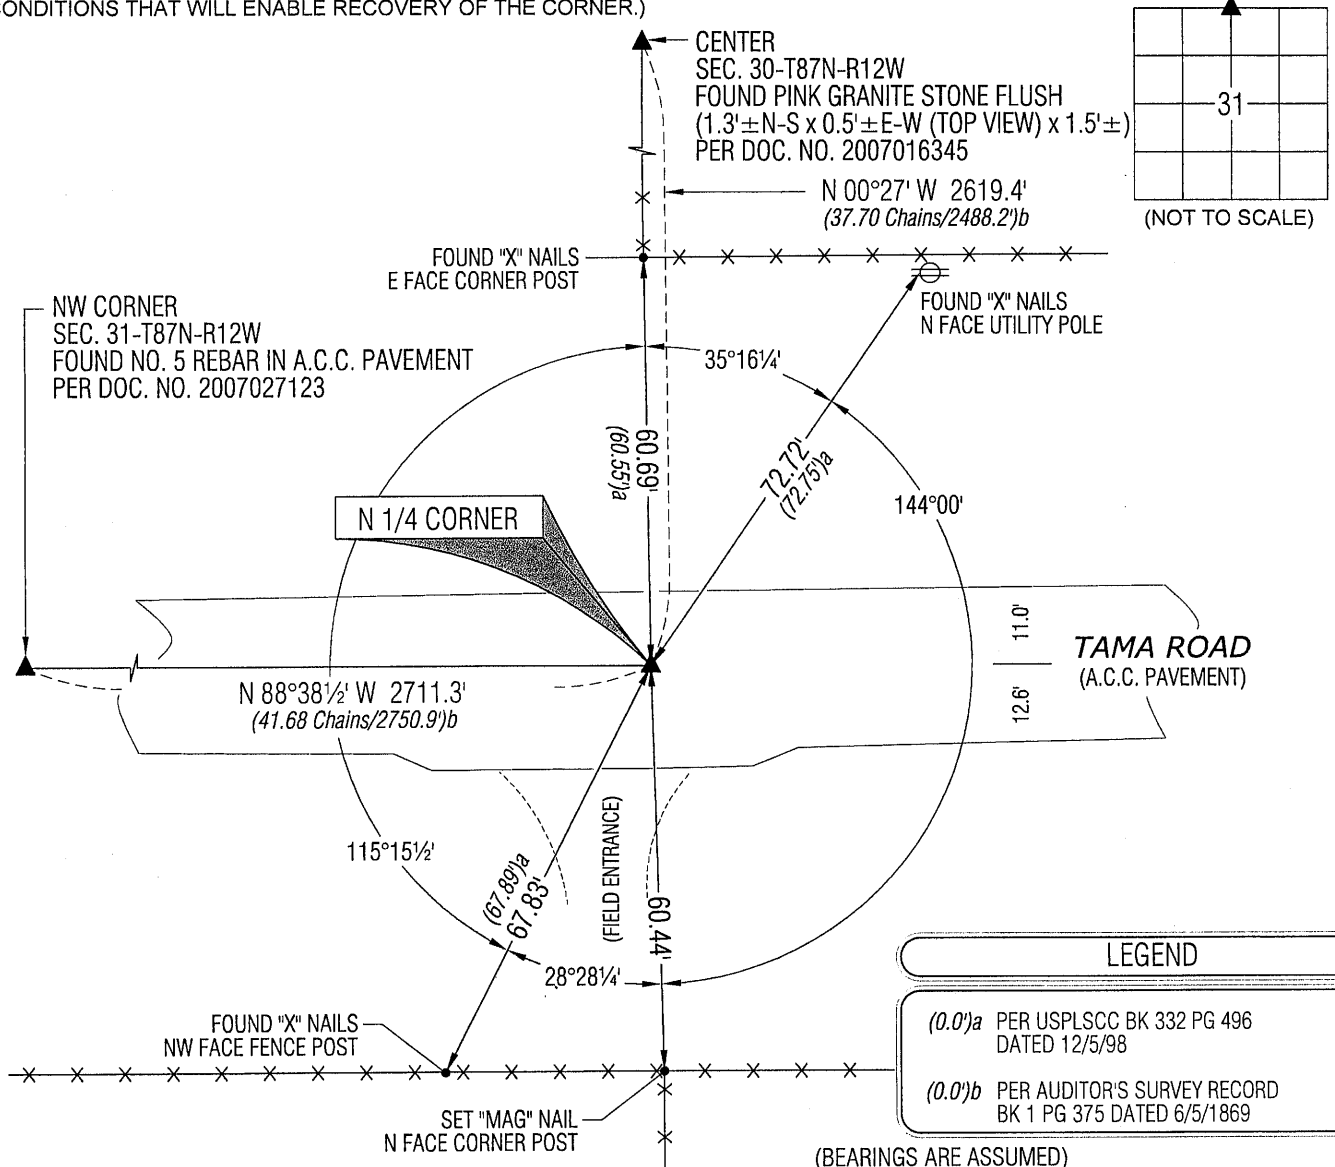 CONDITIONS THAT WILL ENABLE RECOVERY OF THE CORNER.)
CENTER
SEC. 30-T87N-R12W
FOUND PINK GRANITE STONE FLUSH
(1.3'±N-S x 0.5'±E-W (TOP VIEW) x 1.5'±)
PER DOC. NO. 2007016345
31
(NOT TO SCALE)
N 00°27' W 2619.4'
(37.70 Chains/2488.2')b
FOUND "X" NAILS
E FACE CORNER POST
FOUND "X" NAILS
N FACE UTILITY POLE
NW CORNER
SEC. 31-T87N-R12W
FOUND NO. 5 REBAR IN A.C.C. PAVEMENT
PER DOC. NO. 2007027123
35°16¼'
60.69'
(60.55')a
72.72'
(72.75')a
144°00'
N 1/4 CORNER
11.0'
12.6'
TAMA ROAD
(A.C.C. PAVEMENT)
N 88°38½' W 2711.3'
(41.68 Chains/2750.9')b
115°15½'
(67.89')a
67.83'
(FIELD ENTRANCE)
60.44'
28°28¼'
FOUND "X" NAILS
NW FACE FENCE POST
SET "MAG" NAIL
N FACE CORNER POST
LEGEND
(0.0')a PER USPLSCC BK 332 PG 496
DATED 12/5/98
(0.0')b PER AUDITOR'S SURVEY RECORD
BK 1 PG 375 DATED 6/5/1869
(BEARINGS ARE ASSUMED)